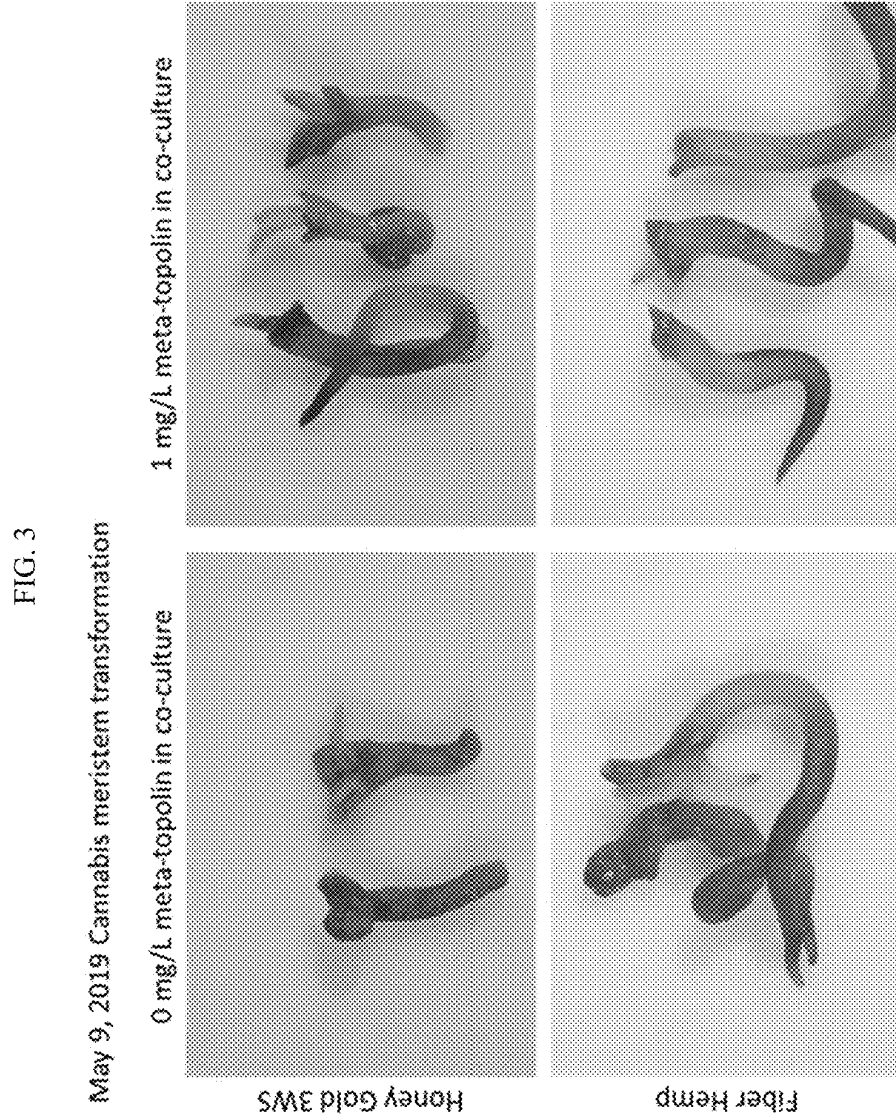 FIG. 3
May 9, 2019 Cannabis meristem transformation
0 mg/L meta-topolin in co-culture
1 mg/L meta-topolin in co-culture
Honey Gold 3WS
Fiber Hemp